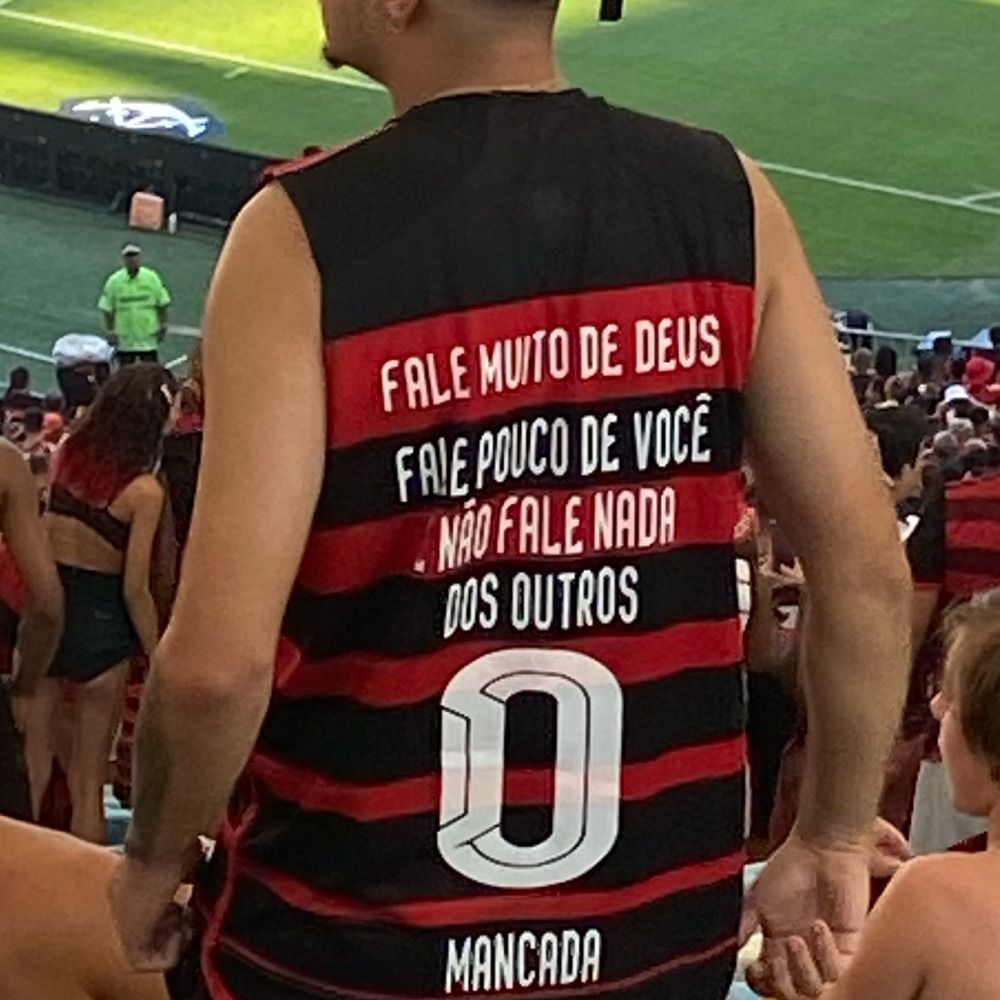 FALE MUITO DE DEUS
FALE POUCO DE VOCÊ
NÃO FALE NADA
DOS OUTROS
0
MANCADA